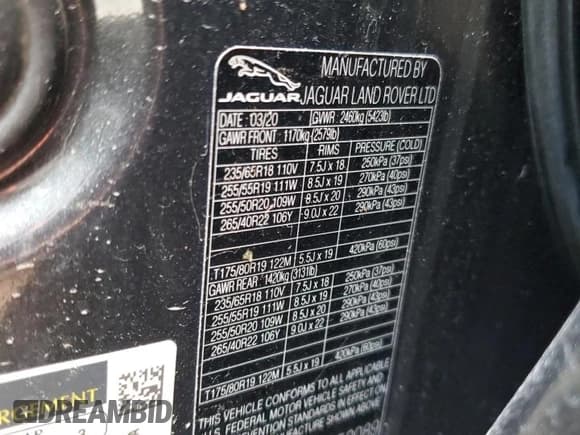 JAGUAR
MANUFACTURED BY
JAGUAR LAND ROVER LTD
DATE 03/20 GVWR 2460kg (5423lb)
GAWR FRONT 1170kg (2579lb)
TIRES RIMS PRESSURE (COLD)
235/65R18 110V 7.5J x 18 250kPa (37psi)
255/55R19 111W 8.5J x 19 270kPa (40psi)
255/50R20 109W 8.5J x 20 290kPa (43psi)
265/40R22 106Y 9.0J x 22 290kPa (43psi)
T175/80R19 122M 5.5J x 19 420kPa (60psi)
GAWR REAR 1420kg (3131lb)
235/65R18 110V 7.5J x 18 250kPa (37psi)
255/55R19 111W 8.5J x 19 270kPa (40psi)
255/50R20 109W 8.5J x 20 290kPa (43psi)
265/40R22 106Y 9.0J x 22 290kPa (43psi)
T175/80R19 122M 5.5J x 19 420kPa (60psi)
THIS VEHICLE CONFORMS TO ALL
U.S. FEDERAL MOTOR VEHICLE SAFETY AND
PREVENTION STANDARDS IN EFFECT
MANUFACTURE SHOWN
DREAMBID